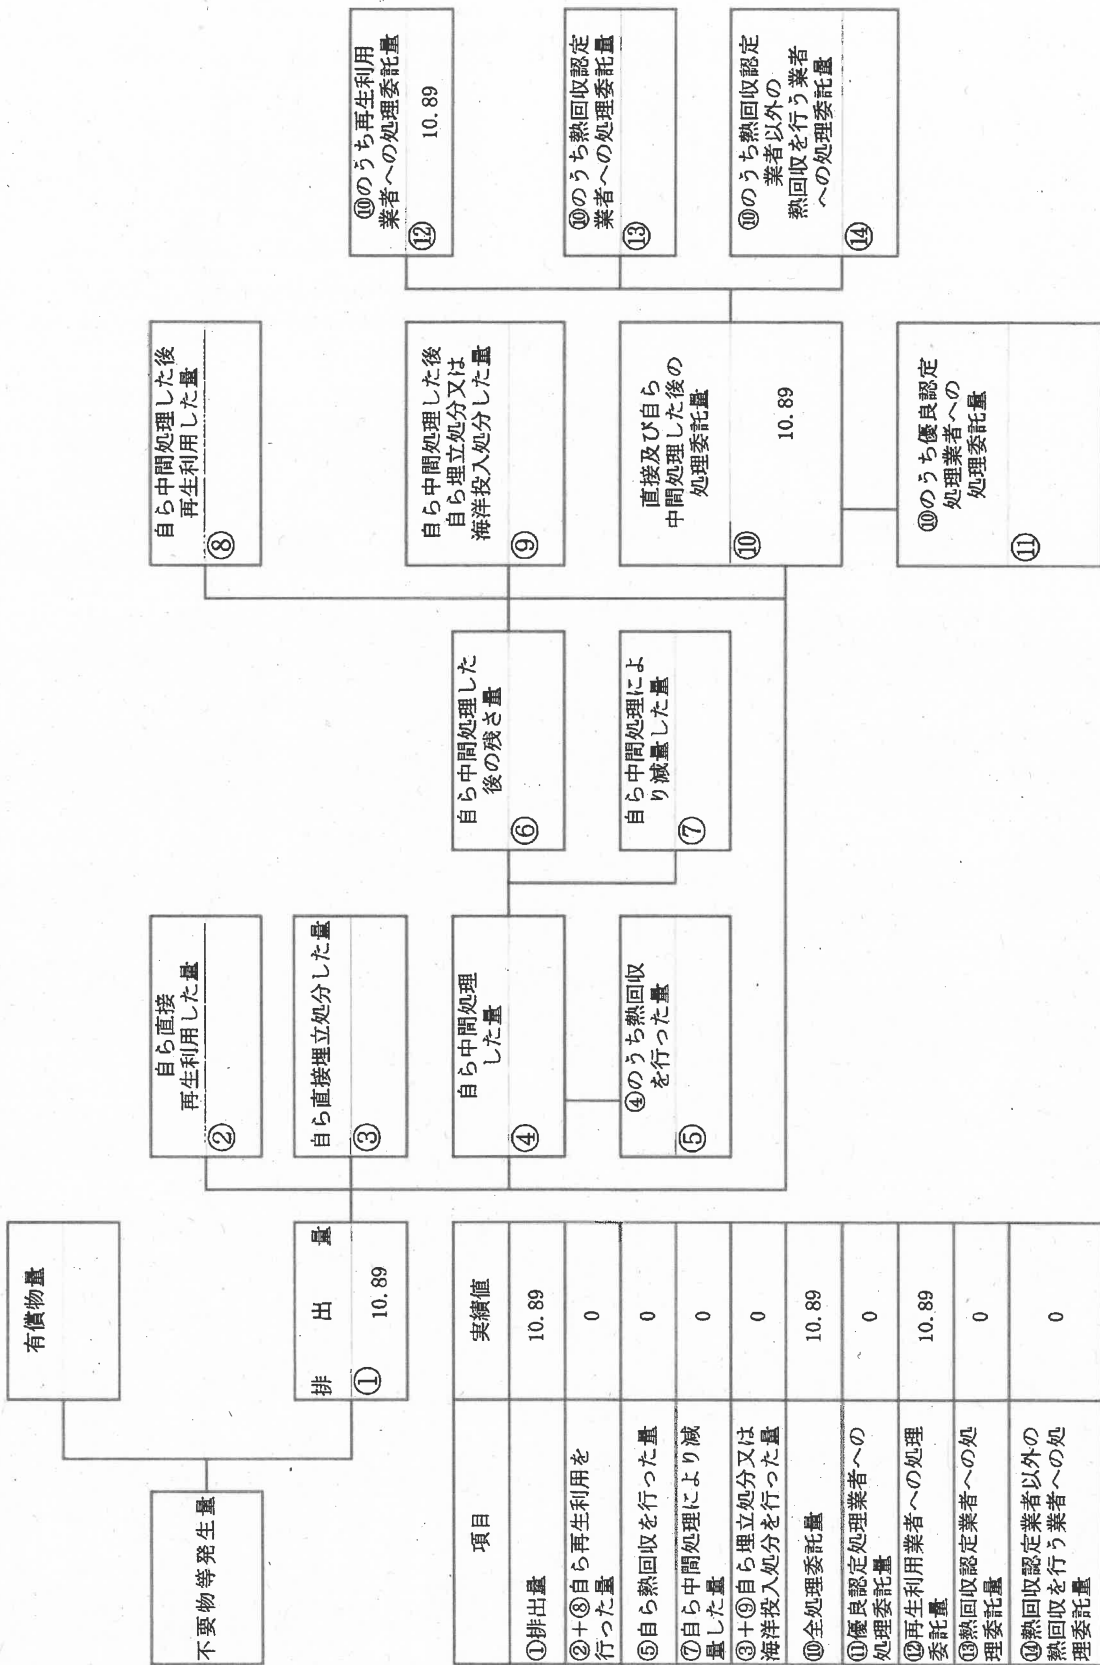 有償物量
不要物等発生量
排出量
① 10.89
自ら直接
再生利用した量
②
自ら直接埋立処分した量
③
自ら中間処理
した量
④
④のうち熱回収
を行った量
⑤
自ら中間処理した
後の残さ量
⑥
自ら中間処理によ
り減量した量
⑦
自ら中間処理した後
再生利用した量
⑧
自ら中間処理した後
自ら埋立処分又は
海洋投入処分した量
⑨
直接及び自ら
中間処理した後の
処理委託量
⑩ 10.89
⑩のうち優良認定
処理業者への
処理委託量
⑪
⑩のうち再生利用
業者への処理委託量
⑫ 10.89
⑩のうち熱回収認定
業者への処理委託量
⑬
⑩のうち熱回収認定
業者以外の
熱回収を行う業者
への処理委託量
⑭
項目 実績値
①排出量 10.89
②+⑧自ら再生利用を
行った量 0
⑤自ら熱回収を行った量 0
⑦自ら中間処理により減
量した量 0
③+⑨自ら埋立処分又は
海洋投入処分を行った量 0
⑩全処理委託量 10.89
⑪優良認定処理業者への
処理委託量 0
⑫再生利用業者への処理
委託量 10.89
⑬熱回収認定業者への処
理委託量 0
⑭熱回収認定業者以外の
熱回収を行う業者への処
理委託量 0